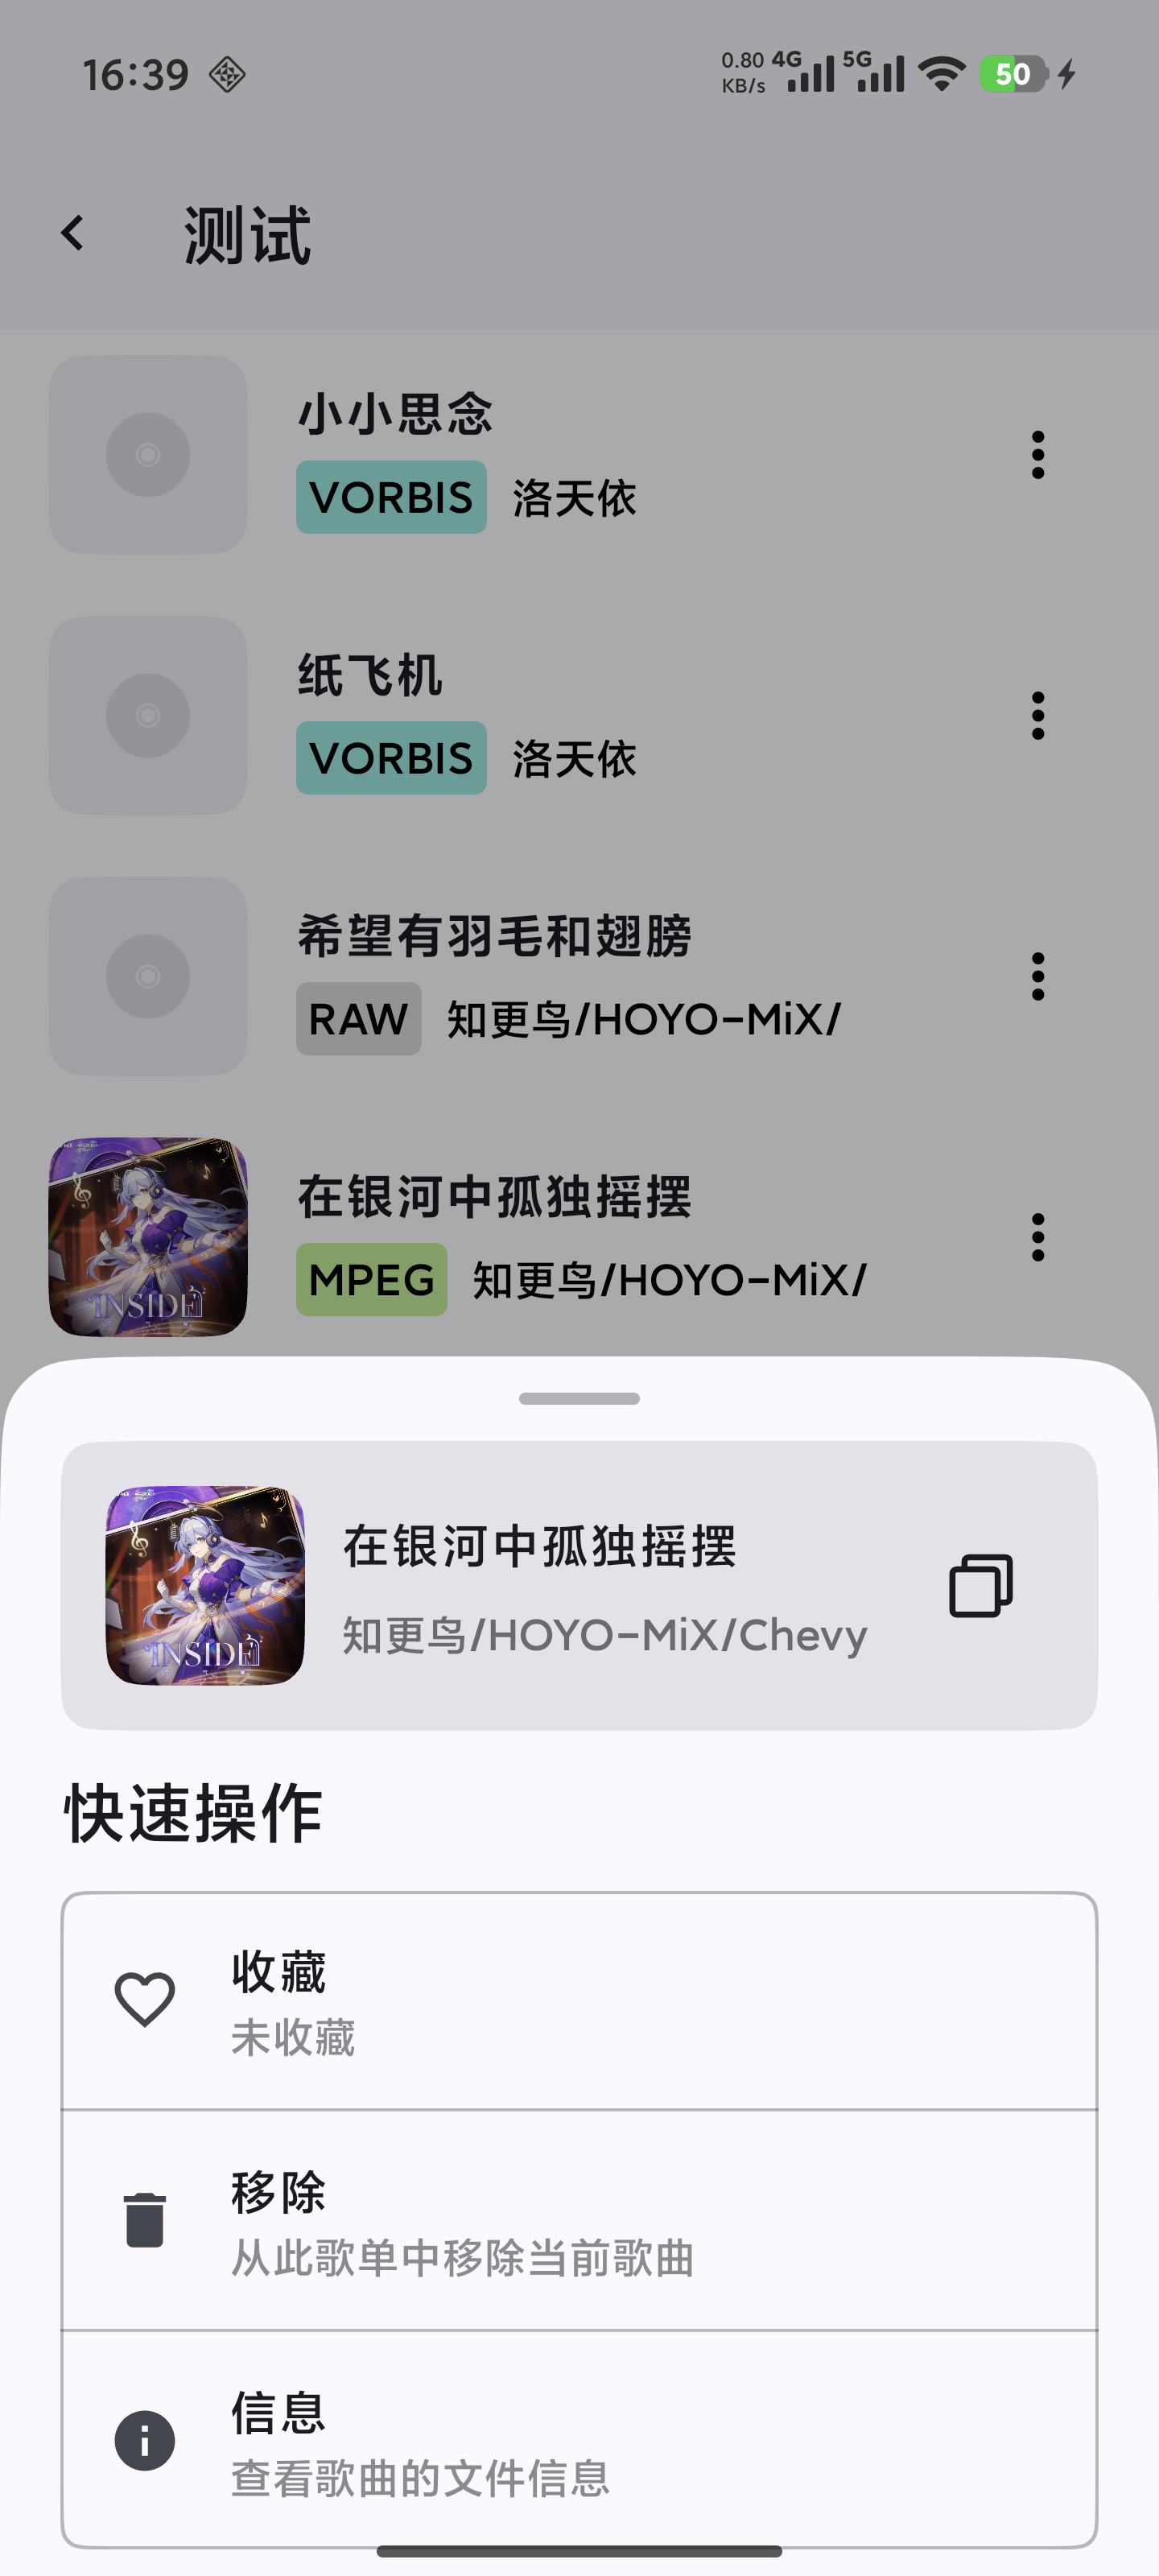 16:39
0.80 KB/s 4G 5G 50
测试
小小思念
VORBIS 洛天依
纸飞机
VORBIS 洛天依
希望有羽毛和翅膀
RAW 知更鸟/HOYO-MiX/
INSIDE
在银河中孤独摇摆
MPEG 知更鸟/HOYO-MiX/
INSIDE
在银河中孤独摇摆
知更鸟/HOYO-MiX/Chevy
快速操作
收藏
未收藏
移除
从此歌单中移除当前歌曲
信息
查看歌曲的文件信息